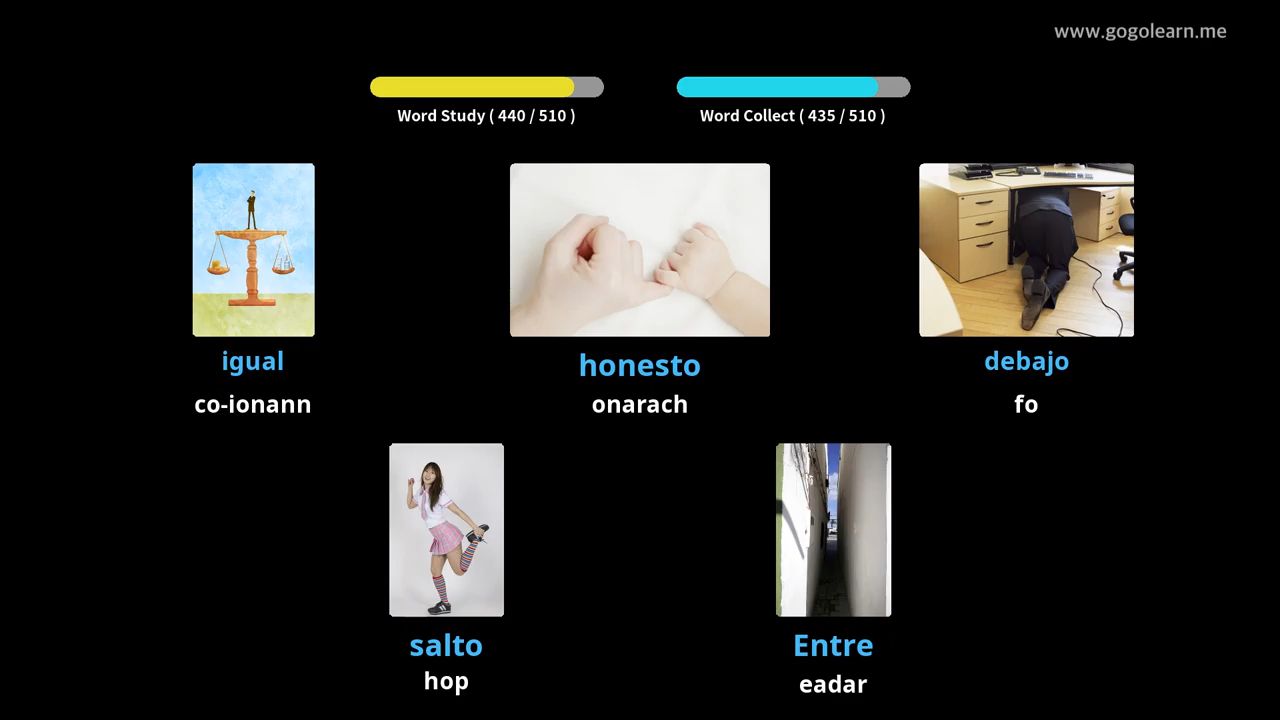 www.gogolearn.me
Word Study ( 440 / 510 )
Word Collect ( 435 / 510 )
igual
honesto
debajo
co-ionann
onarach
fo
salto
Entre
hop
eadar